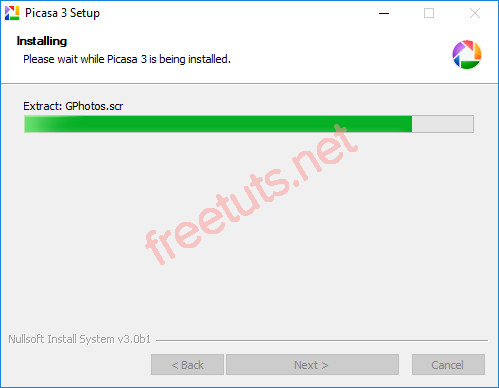 Picasa 3 Setup
Installing
Please wait while Picasa 3 is being installed.
Extract: GPhotos.scr
freetuts.net
Nullsoft Install System v3.0b1
< Back
Next >
Cancel